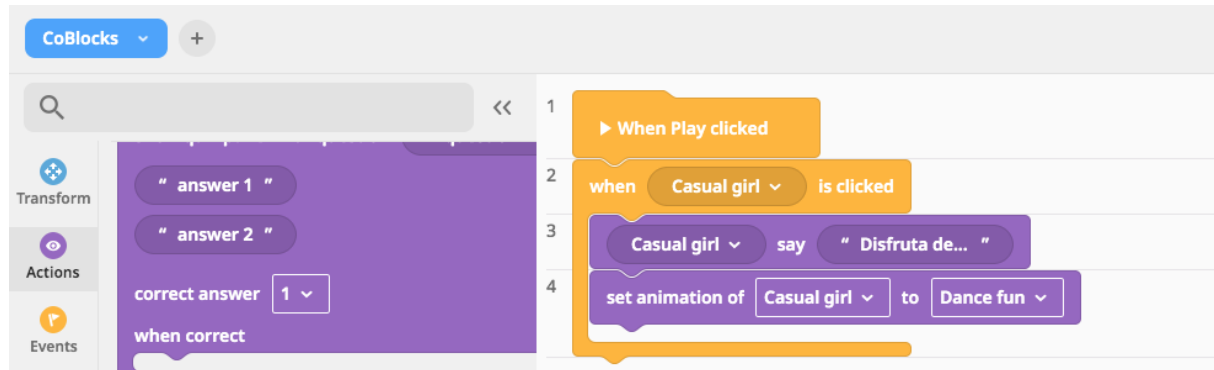 CoBlocks
+
1
When Play clicked
2
when Casual girl is clicked
3
Casual girl say “ Disfruta de... ”
4
set animation of Casual girl to Dance fun
Transform
Actions
Events
“ answer 1 ”
“ answer 2 ”
correct answer 1
when correct